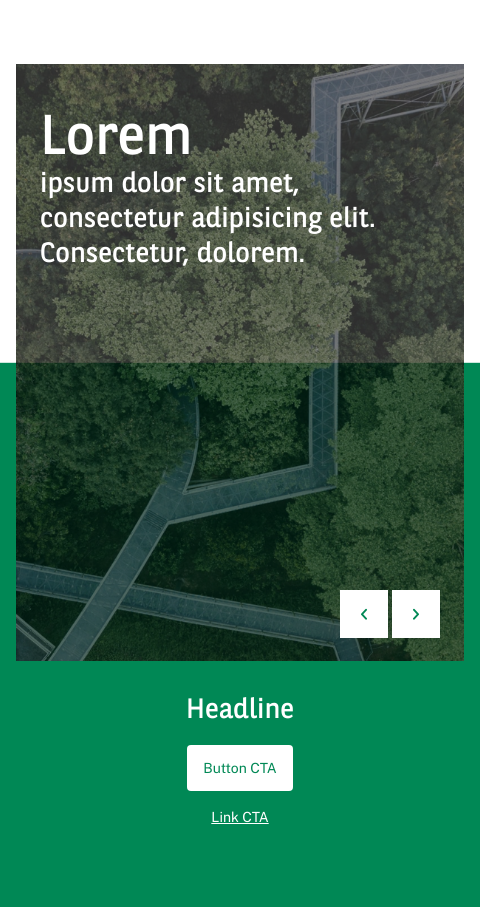 Lorem
ipsum dolor sit amet,
consectetur adipisicing elit.
Consectetur, dolorem.
Headline
Button CTA
Link CTA